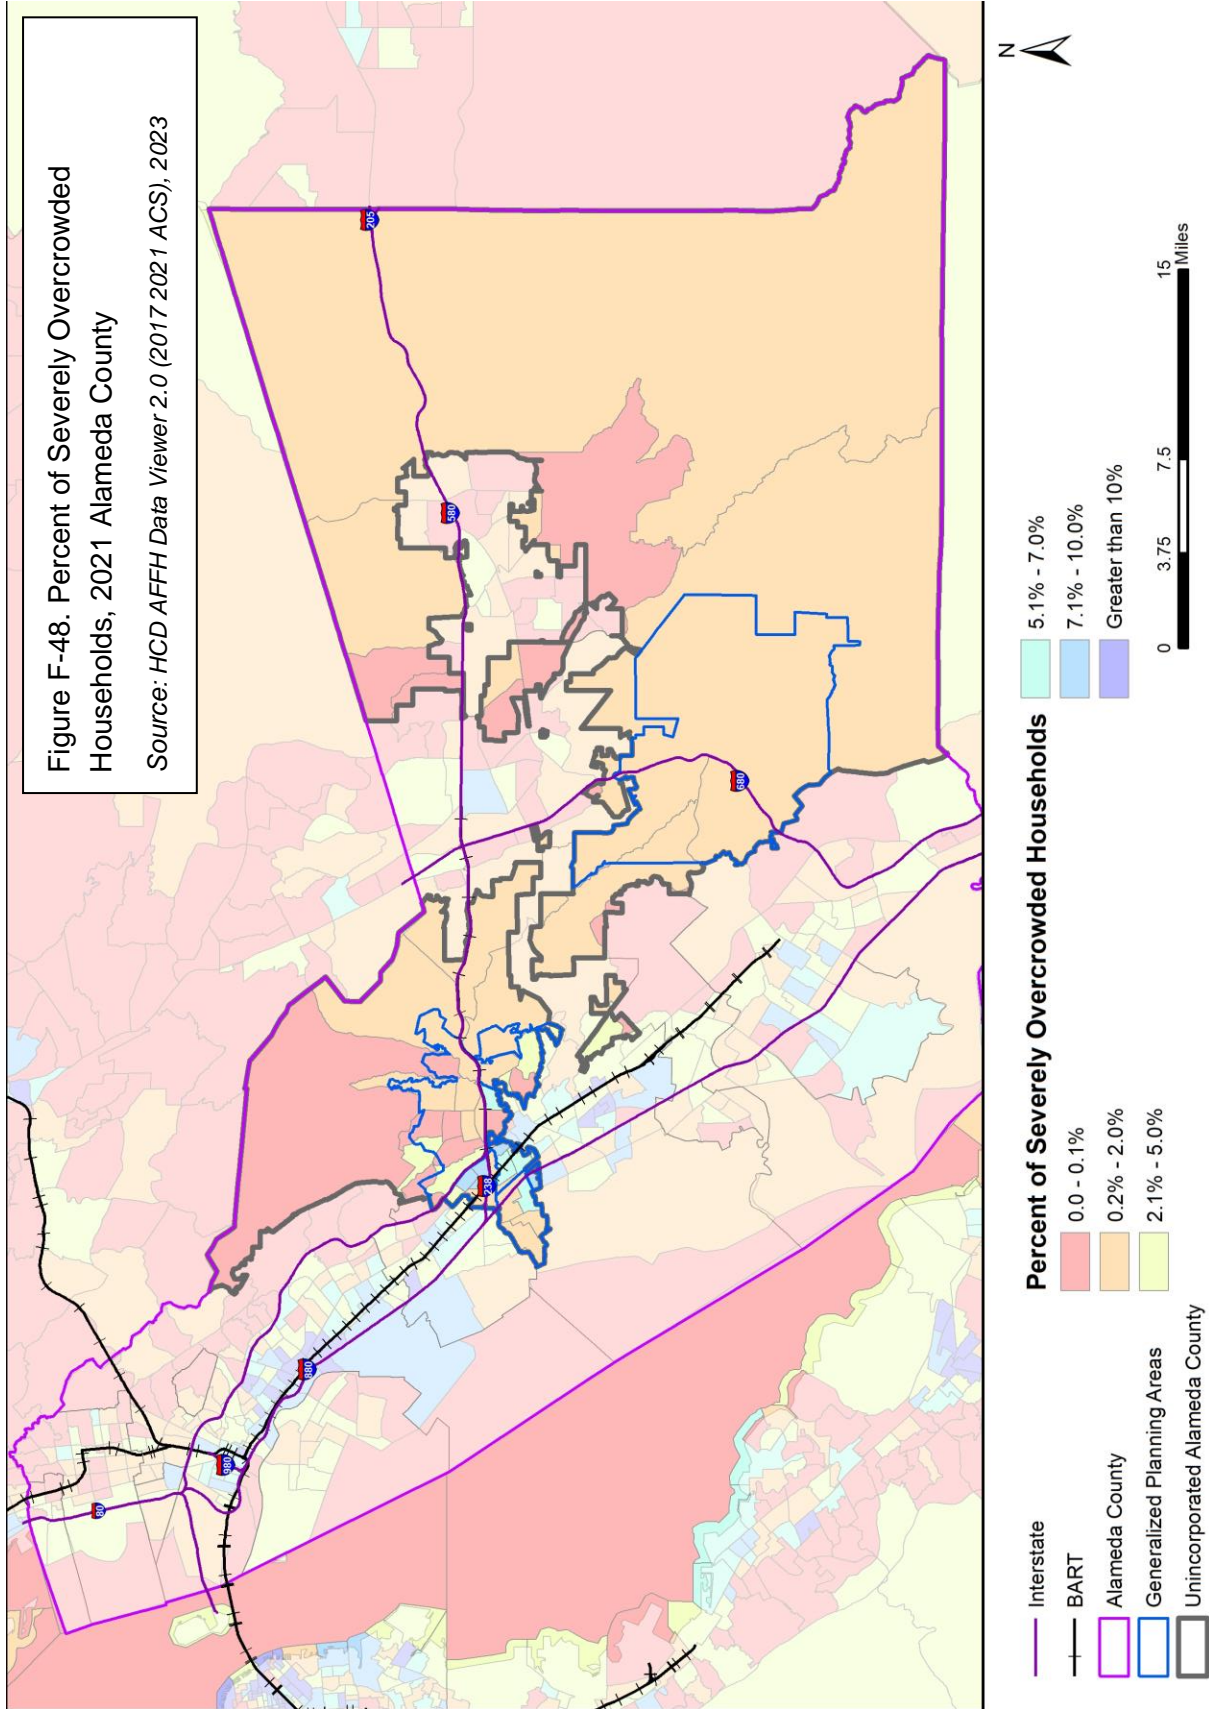 Figure F-48. Percent of Severely Overcrowded
Households, 2021 Alameda County
Source: HCD AFFH Data Viewer 2.0 (2017 2021 ACS), 2023
80
980
880
238
580
205
680
N
Interstate
BART
Alameda County
Generalized Planning Areas
Unincorporated Alameda County
Percent of Severely Overcrowded Households
0.0 - 0.1%
0.2% - 2.0%
2.1% - 5.0%
5.1% - 7.0%
7.1% - 10.0%
Greater than 10%
0 3.75 7.5 15
Miles